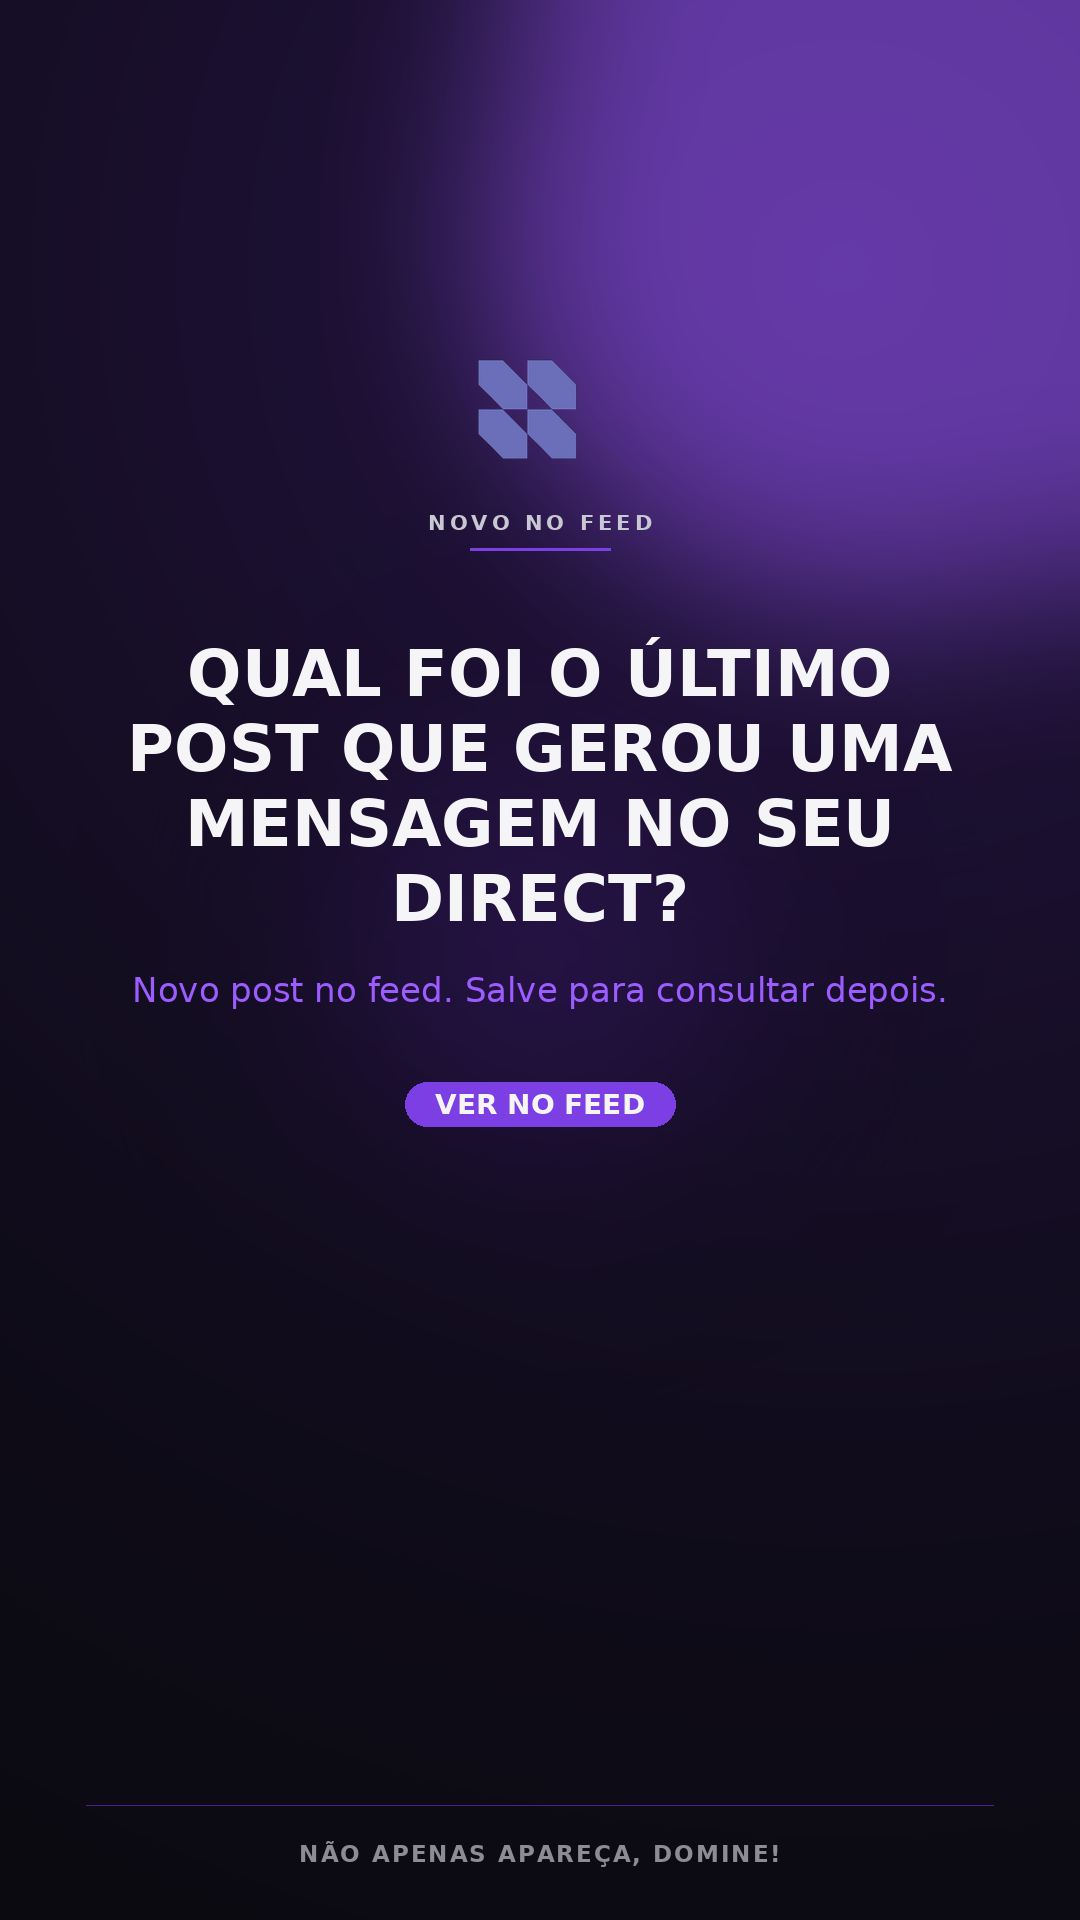 NOVO NO FEED
QUAL FOI O ÚLTIMO
POST QUE GEROU UMA
MENSAGEM NO SEU
DIRECT?
Novo post no feed. Salve para consultar depois.
VER NO FEED
NÃO APENAS APAREÇA, DOMINE!